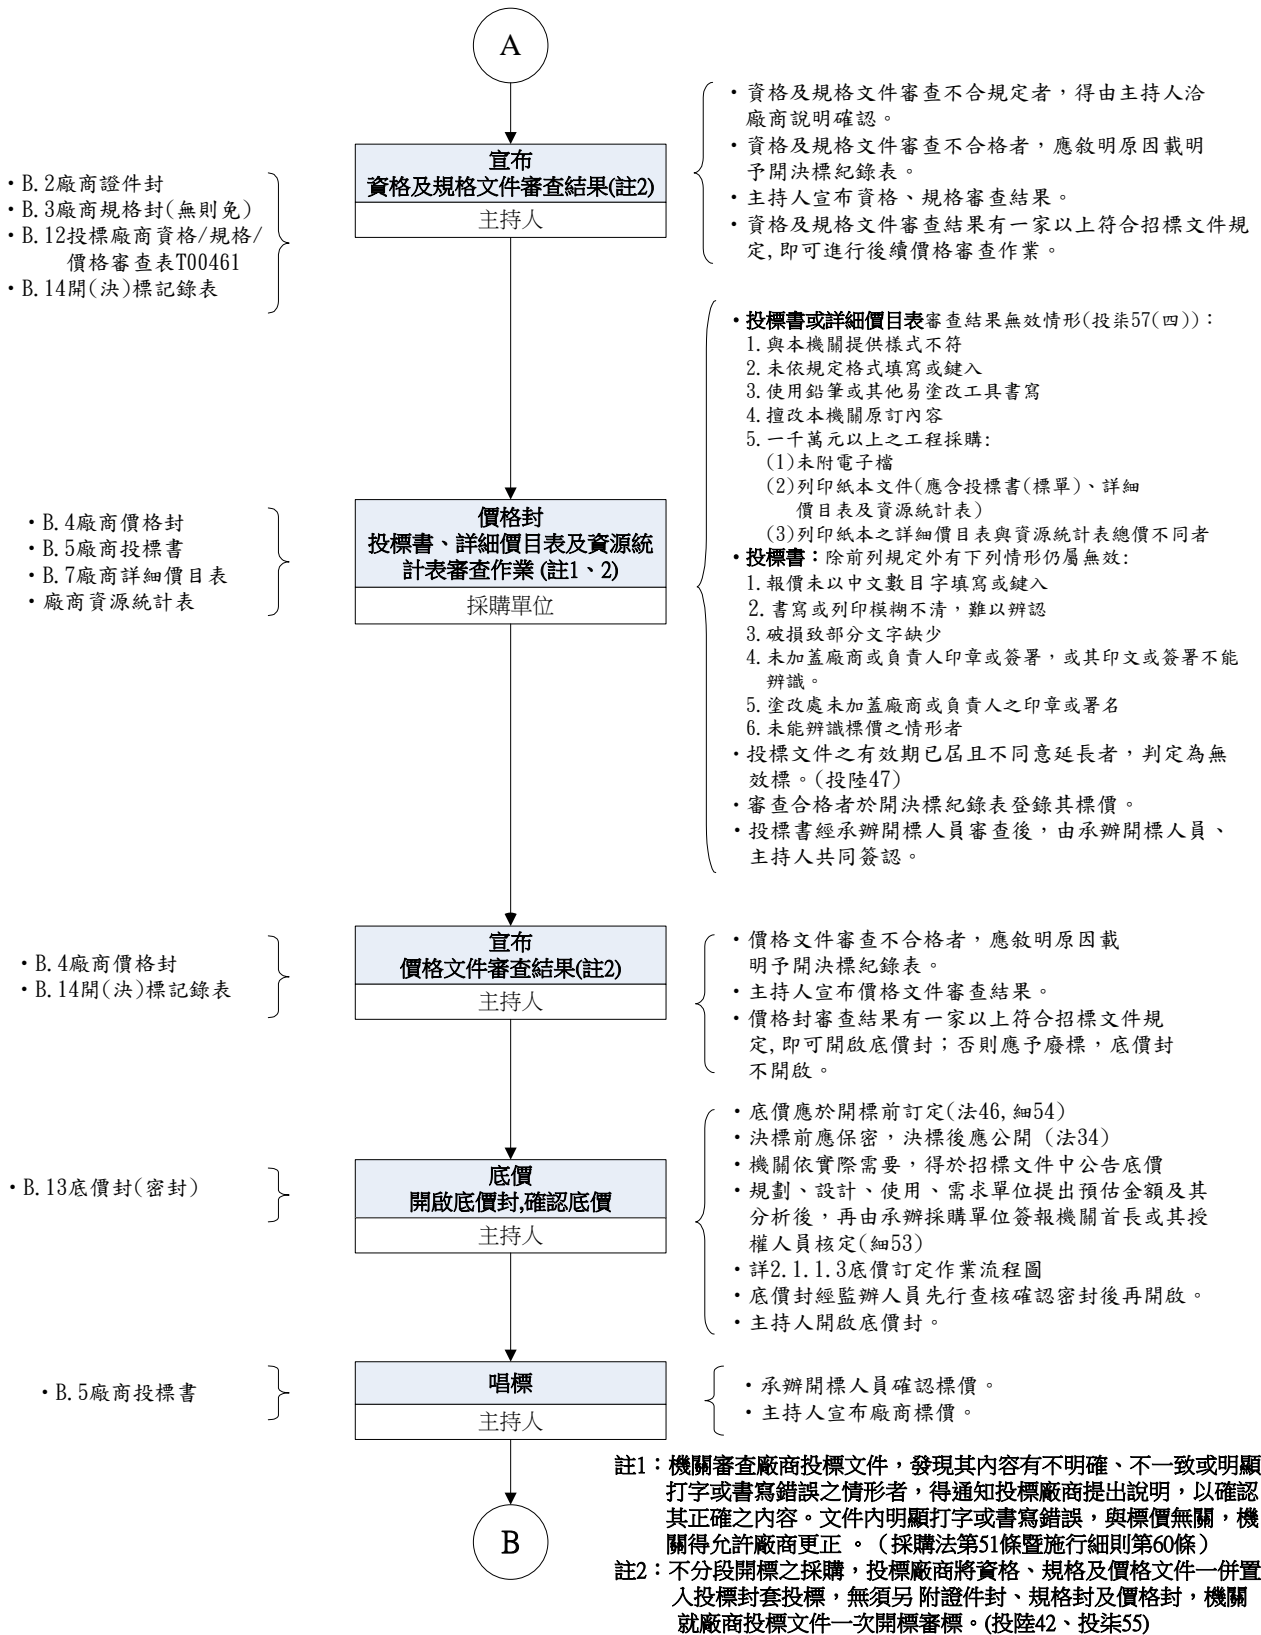 A
宣布
資格及規格文件審查結果(註2)
主持人
・B.2廠商證件封
・B.3廠商規格封(無則免)
・B.12投標廠商資格/規格/
價格審查表T00461
・B.14開(決)標記錄表
・資格及規格文件審查不合規定者，得由主持人洽
廠商說明確認。
・資格及規格文件審查不合格者，應敘明原因載明
予開決標紀錄表。
・主持人宣布資格、規格審查結果。
・資格及規格文件審查結果有一家以上符合招標文件規
定,即可進行後續價格審查作業。
價格封
投標書、詳細價目表及資源統
計表審查作業 (註1、2)
採購單位
・B.4廠商價格封
・B.5廠商投標書
・B.7廠商詳細價目表
・廠商資源統計表
・投標書或詳細價目表審查結果無效情形(投柒57(四))：
1.與本機關提供樣式不符
2.未依規定格式填寫或鍵入
3.使用鉛筆或其他易塗改工具書寫
4.擅改本機關原訂內容
5.一千萬元以上之工程採購:
(1)未附電子檔
(2)列印紙本文件(應含投標書(標單)、詳細
價目表及資源統計表)
(3)列印紙本之詳細價目表與資源統計表總價不同者
・投標書：除前列規定外有下列情形仍屬無效:
1.報價未以中文數目字填寫或鍵入
2.書寫或列印模糊不清，難以辨認
3.破損致部分文字缺少
4.未加蓋廠商或負責人印章或簽署，或其印文或簽署不能
辨識。
5.塗改處未加蓋廠商或負責人之印章或署名
6.未能辨識標價之情形者
・投標文件之有效期已屆且不同意延長者，判定為無
效標。(投陸47)
・審查合格者於開決標紀錄表登錄其標價。
・投標書經承辦開標人員審查後，由承辦開標人員、
主持人共同簽認。
宣布
價格文件審查結果(註2)
主持人
・B.4廠商價格封
・B.14開(決)標記錄表
・價格文件審查不合格者，應敘明原因載
明予開決標紀錄表。
・主持人宣布價格文件審查結果。
・價格封審查結果有一家以上符合招標文件規
定,即可開啟底價封；否則應予廢標，底價封
不開啟。
底價
開啟底價封,確認底價
主持人
・B.13底價封(密封)
・底價應於開標前訂定(法46,細54)
・決標前應保密，決標後應公開 (法34)
・機關依實際需要，得於招標文件中公告底價
・規劃、設計、使用、需求單位提出預估金額及其
分析後，再由承辦採購單位簽報機關首長或其授
權人員核定(細53)
・詳2.1.1.3底價訂定作業流程圖
・底價封經監辦人員先行查核確認密封後再開啟。
・主持人開啟底價封。
唱標
主持人
・B.5廠商投標書
・承辦開標人員確認標價。
・主持人宣布廠商標價。
B
註1：機關審查廠商投標文件，發現其內容有不明確、不一致或明顯
打字或書寫錯誤之情形者，得通知投標廠商提出說明，以確認
其正確之內容。文件內明顯打字或書寫錯誤，與標價無關，機
關得允許廠商更正 。（採購法第51條暨施行細則第60條）
註2：不分段開標之採購，投標廠商將資格、規格及價格文件一併置
入投標封套投標，無須另 附證件封、規格封及價格封，機關
就廠商投標文件一次開標審標。(投陸42、投柒55)